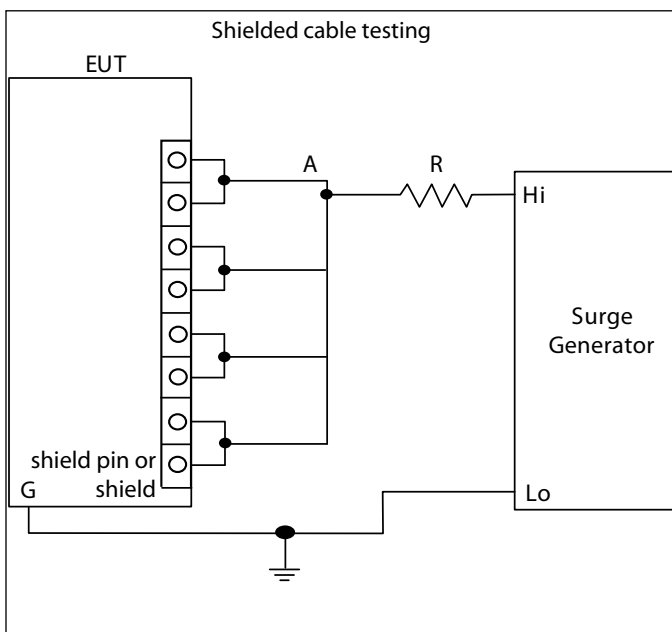 Shielded cable testing
EUT
A
R
Hi
Surge
Generator
shield pin or
shield
G
Lo